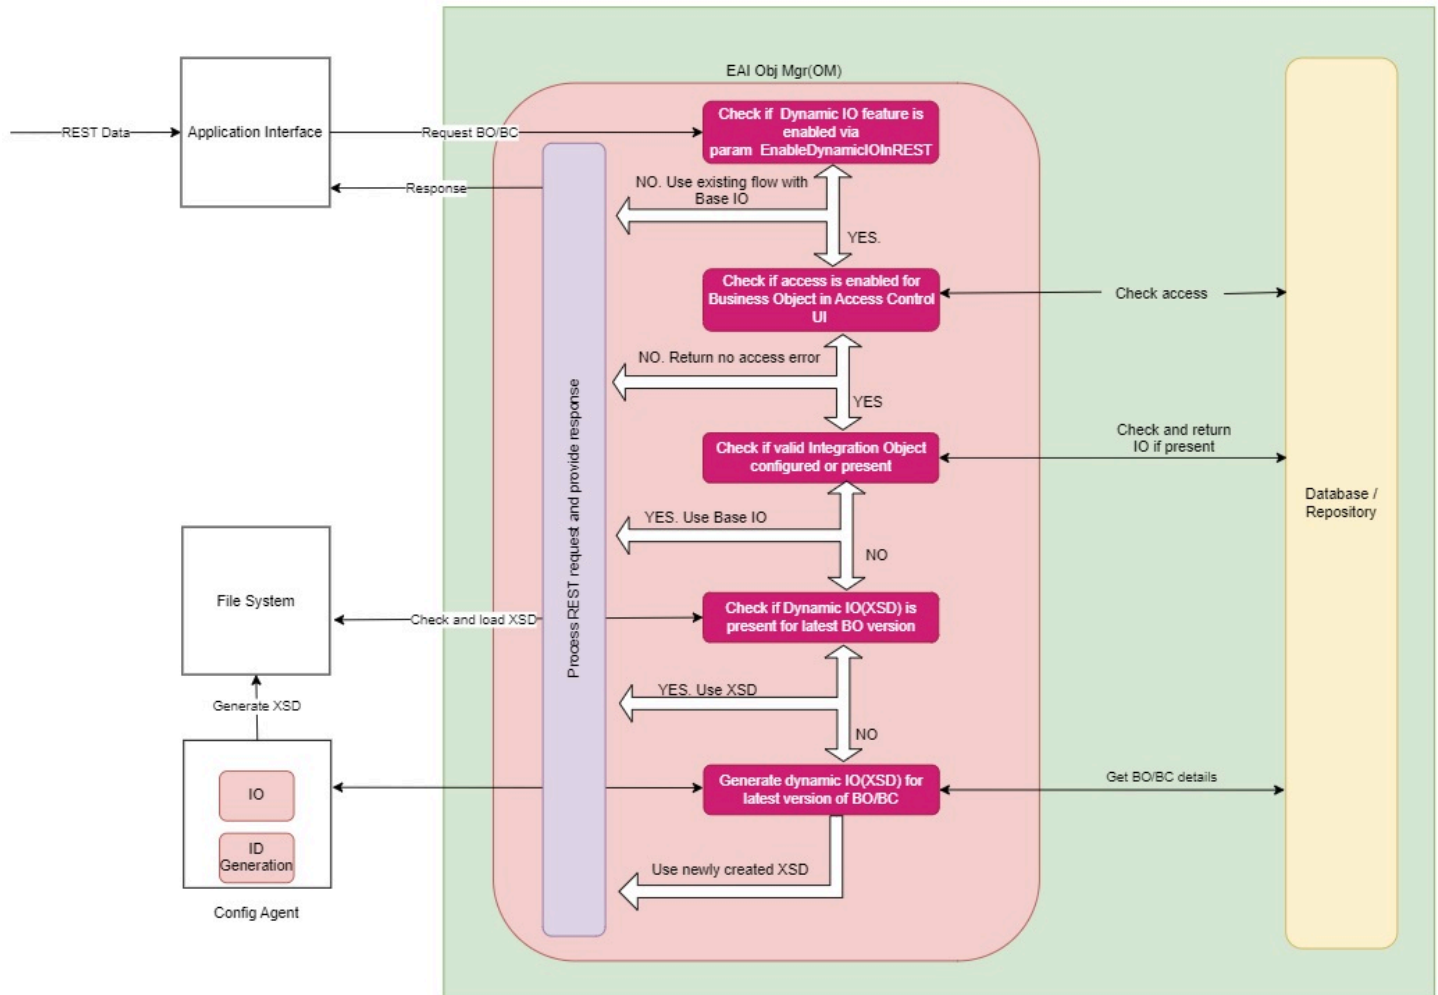 EAI Obj Mgr(OM)
REST Data
Application Interface
Request BO/BC
Check if Dynamic IO feature is
enabled via
param EnableDynamicIOInREST
Response
NO. Use existing flow with
Base IO
YES.
Check if access is enabled for
Business Object in Access Control
UI
Check access
NO. Return no access error
YES
Check if valid Integration Object
configured or present
Check and return
IO if present
Process REST request and provide response
Database /
Repository
YES. Use Base IO
NO
File System
Check and load XSD
Check if Dynamic IO(XSD) is
present for latest BO version
YES. Use XSD
NO
Generate XSD
Generate dynamic IO(XSD) for
latest version of BO/BC
Get BO/BC details
IO
ID
Generation
Use newly created XSD
Config Agent